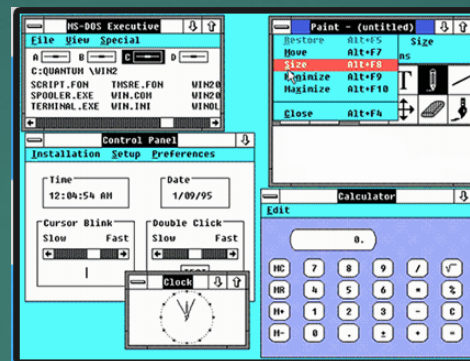 MS-DOS Executive
File View Special
A B C D
C:QUANTUM \WIN2
SCRIPT.FON TMSRE.FON WIN20
SPOOLER.EXE WIN.COM WIN20
TERMINAL.EXE WIN.INI WINOL
Paint - (untitled)
Restore Alt+F5
Move Alt+F7
Size Alt+F8
Minimize Alt+F9
Maximize Alt+F10
Close Alt+F4
Size
ns
T
Control Panel
Installation Setup Preferences
Time
12:04:54 AM
Date
1/09/95
Cursor Blink
Slow Fast
Double Click
Slow Fast
Clock
Calculator
Edit
0.
MC 7 8 9 / √
MR 4 5 6 * %
M+ 1 2 3 - C
M- 0 . ± + =